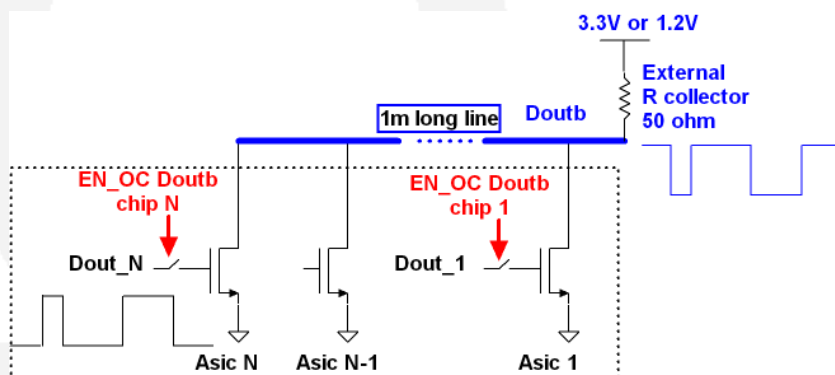 3.3V or 1.2V
External
R collector
50 ohm
1m long line
Doutb
EN_OC Doutb
chip N
EN_OC Doutb
chip 1
Dout_N
Dout_1
Asic N
Asic N-1
Asic 1